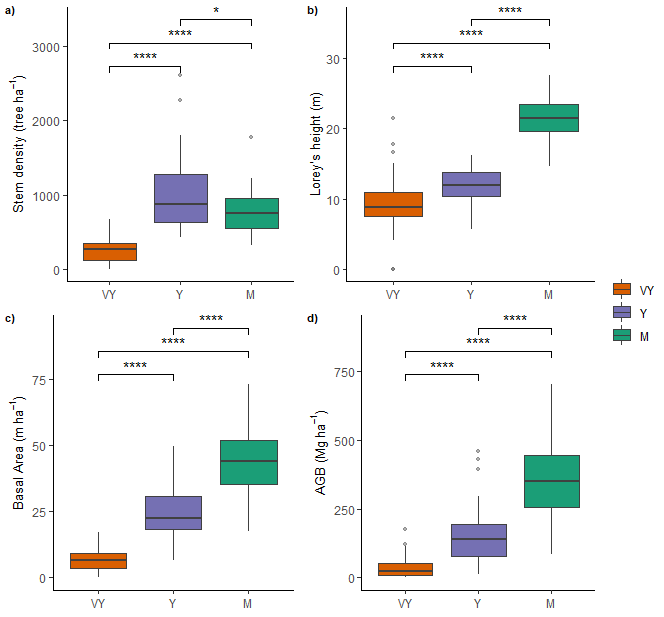 a)
*
****
****
3000
2000
1000
0
Stem density (tree ha⁻¹)
VY Y M
b)
****
****
****
30
20
10
0
Lorey's height (m)
VY Y M
VY
Y
M
c)
****
****
****
75
50
25
0
Basal Area (m ha⁻¹)
VY Y M
d)
****
****
****
750
500
250
0
AGB (Mg ha⁻¹)
VY Y M